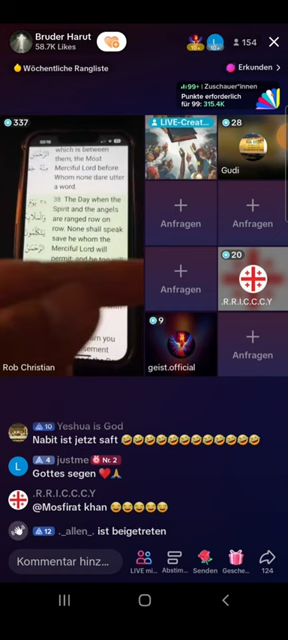 Bruder Harut
58.7K Likes
154
Wöchentliche Rangliste
Erkunden >
99+ | Zuschauer*innen
Punkte erforderlich
für 99: 315.4K
337
which is between
them, the Most
Merciful Lord before
Whom none dare utter
a word.
38 The Day when the
Spirit and the angels
are ranged row on
row. None shall speak
save he whom the
Merciful Lord will
LIVE-Creat...
28
Gudi
Anfragen
Anfragen
Anfragen
20
Anfragen
.R.R.I.C.C.C.Y
9
geist.official
Anfragen
Rob Christian
10 Yeshua is God
Nabit ist jetzt saft 🤣🤣🤣🤣🤣🤣🤣🤣🤣🤣🤣🤣
4 justme Nr. 2
Gottes segen ❤️🙏
.R.R.I.C.C.C.Y
@Mosfirat khan 😂😂😂😂😂
12 ._allen_. ist beigetreten
Kommentar hinz...
LIVE mi...
Abstim...
Senden
Gesche...
124